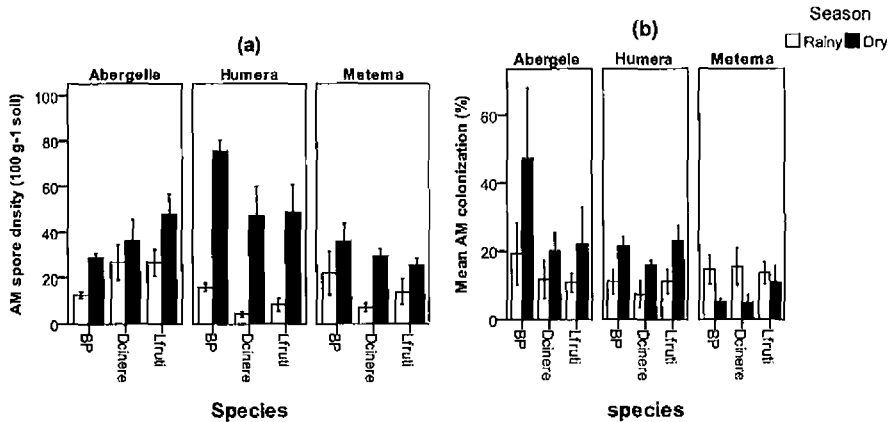 Season
Rainy Dry
(a)
Abergelle Humera Metema
AM spore dnsity (100 g-1 soil)
100
80
60
40
20
0
BP Dcinere Lfruti BP Dcinere Lfruti BP Dcinere Lfruti
Species
(b)
Abergele Humera Metema
Mean AM colonization (%)
60
40
20
0
BP Dcinere Lfruti BP Dcinere Lfruti BP Dcinere Lfruti
species